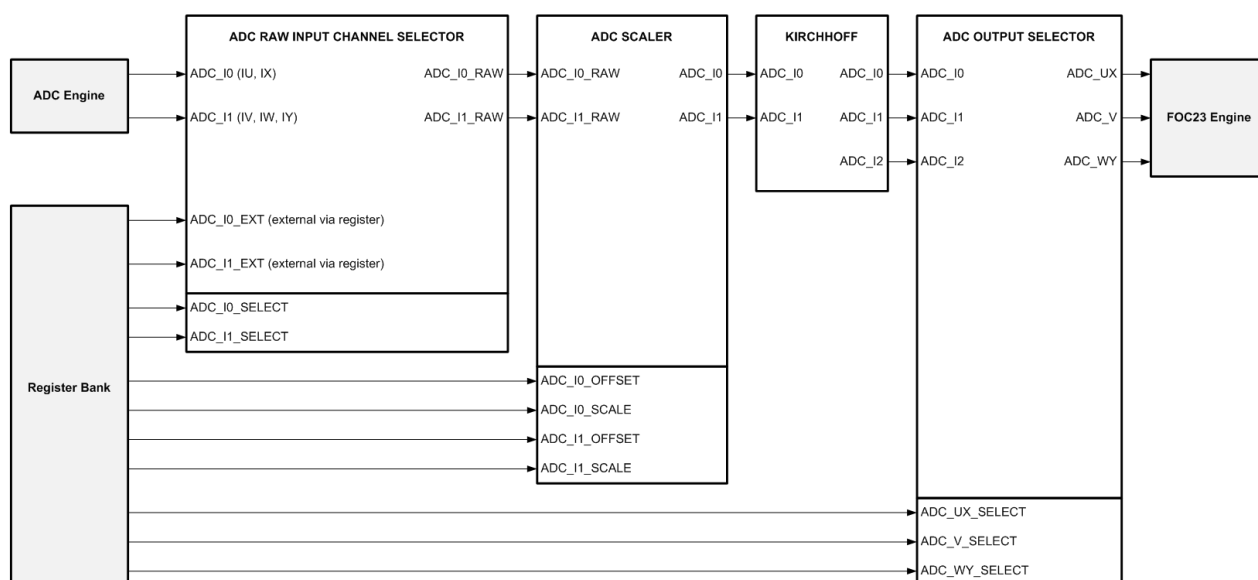 ADC RAW INPUT CHANNEL SELECTOR
ADC SCALER
KIRCHHOFF
ADC OUTPUT SELECTOR
ADC Engine
ADC_I0 (IU, IX)
ADC_I0_RAW
ADC_I0_RAW
ADC_I0
ADC_I0
ADC_I0
ADC_I0
ADC_UX
ADC_I1 (IV, IW, IY)
ADC_I1_RAW
ADC_I1_RAW
ADC_I1
ADC_I1
ADC_I1
ADC_I1
ADC_V
FOC23 Engine
ADC_I2
ADC_I2
ADC_WY
ADC_I0_EXT (external via register)
ADC_I1_EXT (external via register)
ADC_I0_SELECT
ADC_I1_SELECT
Register Bank
ADC_I0_OFFSET
ADC_I0_SCALE
ADC_I1_OFFSET
ADC_I1_SCALE
ADC_UX_SELECT
ADC_V_SELECT
ADC_WY_SELECT